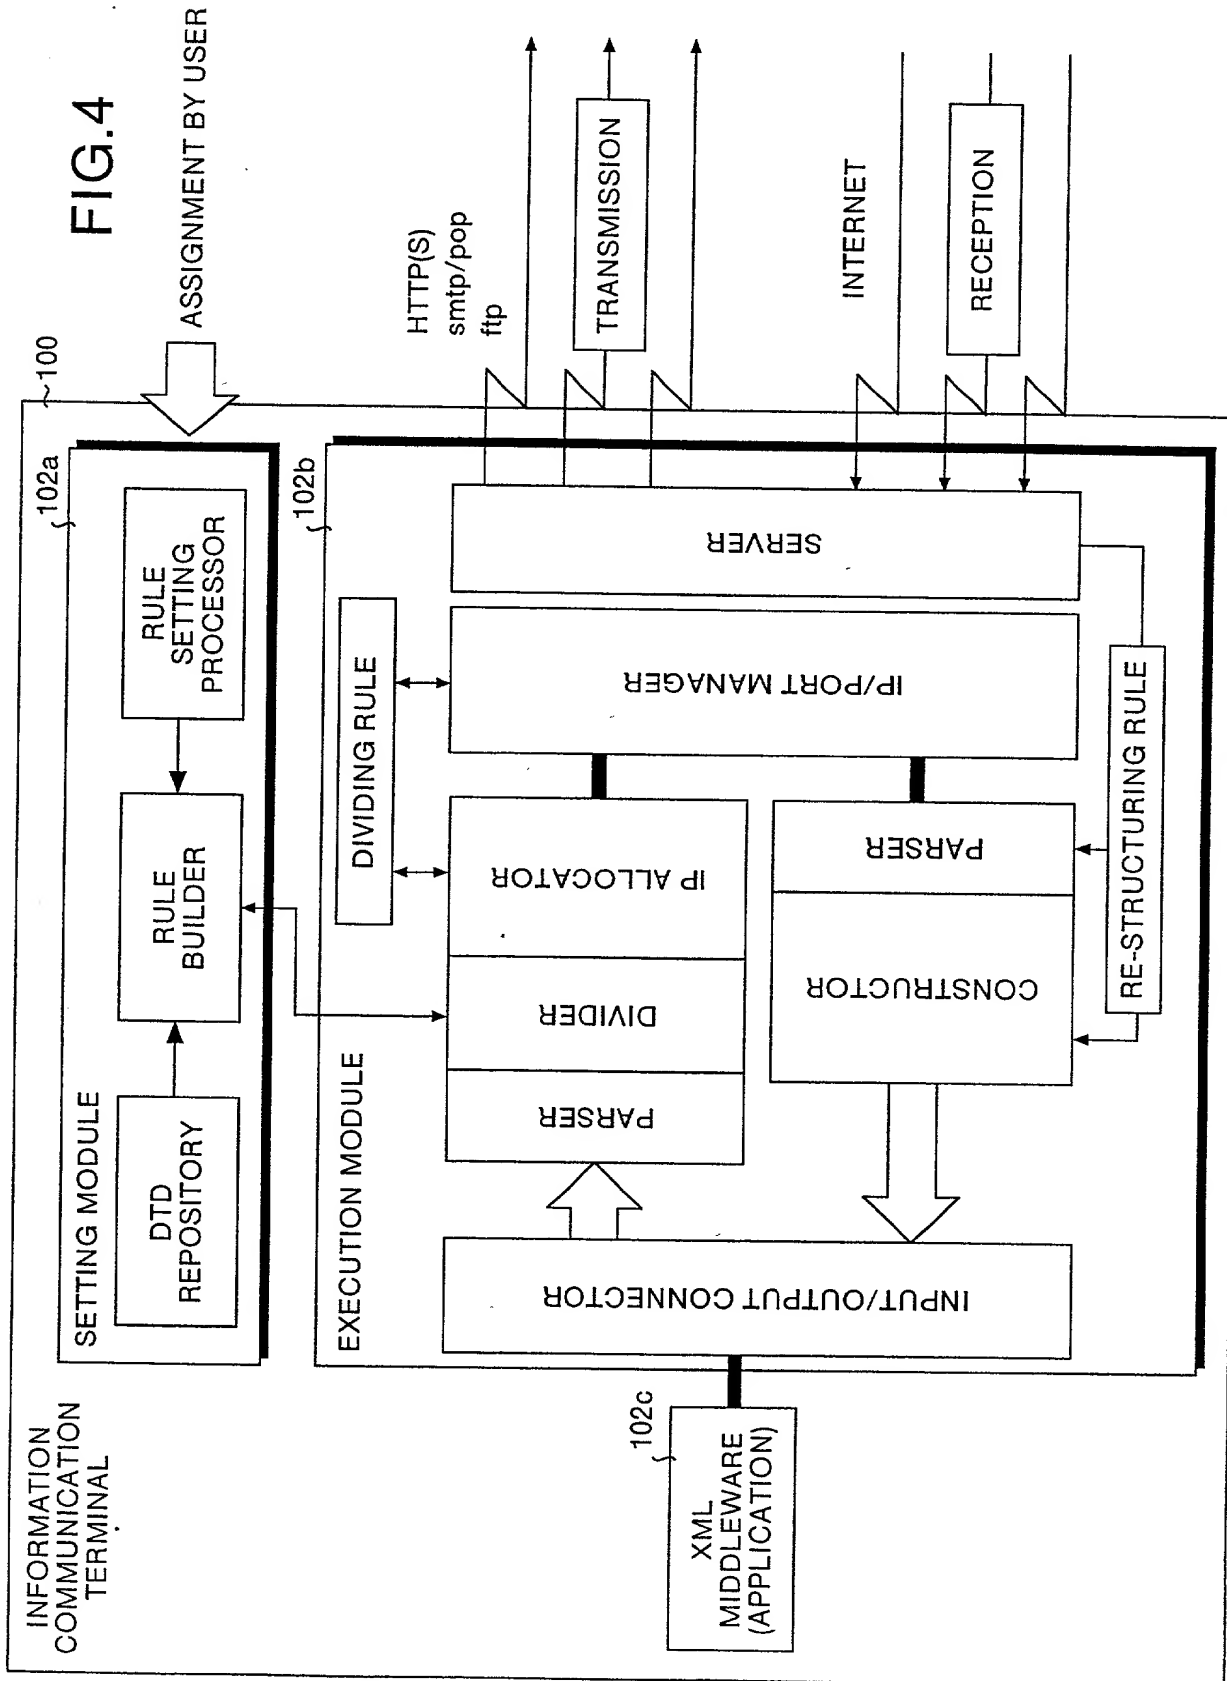 FIG.4
ASSIGNMENT BY USER
INFORMATION
COMMUNICATION
TERMINAL
100
SETTING MODULE
102a
DTD
REPOSITORY
RULE
BUILDER
RULE
SETTING
PROCESSOR
EXECUTION MODULE
102b
DIVIDING RULE
HTTP(S)
smtp/pop
ftp
PARSER
DIVIDER
IP ALLOCATOR
IP/PORT MANAGER
SERVER
TRANSMISSION
INPUT/OUTPUT CONNECTOR
102c
XML
MIDDLEWARE
(APPLICATION)
CONSTRUCTOR
PARSER
INTERNET
RECEPTION
RE-STRUCTURING RULE